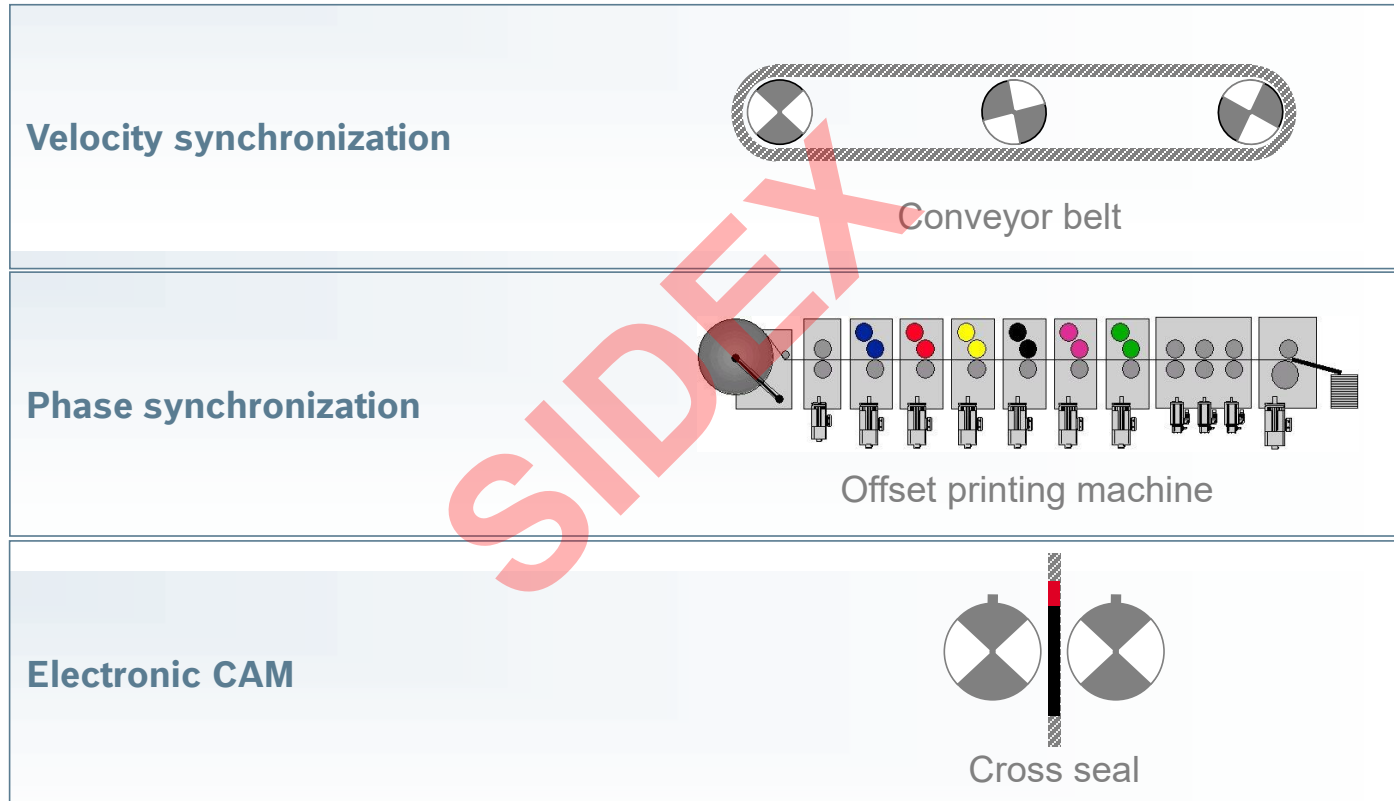 Velocity synchronization
Conveyor belt
Phase synchronization
Offset printing machine
Electronic CAM
Cross seal
SIDEX